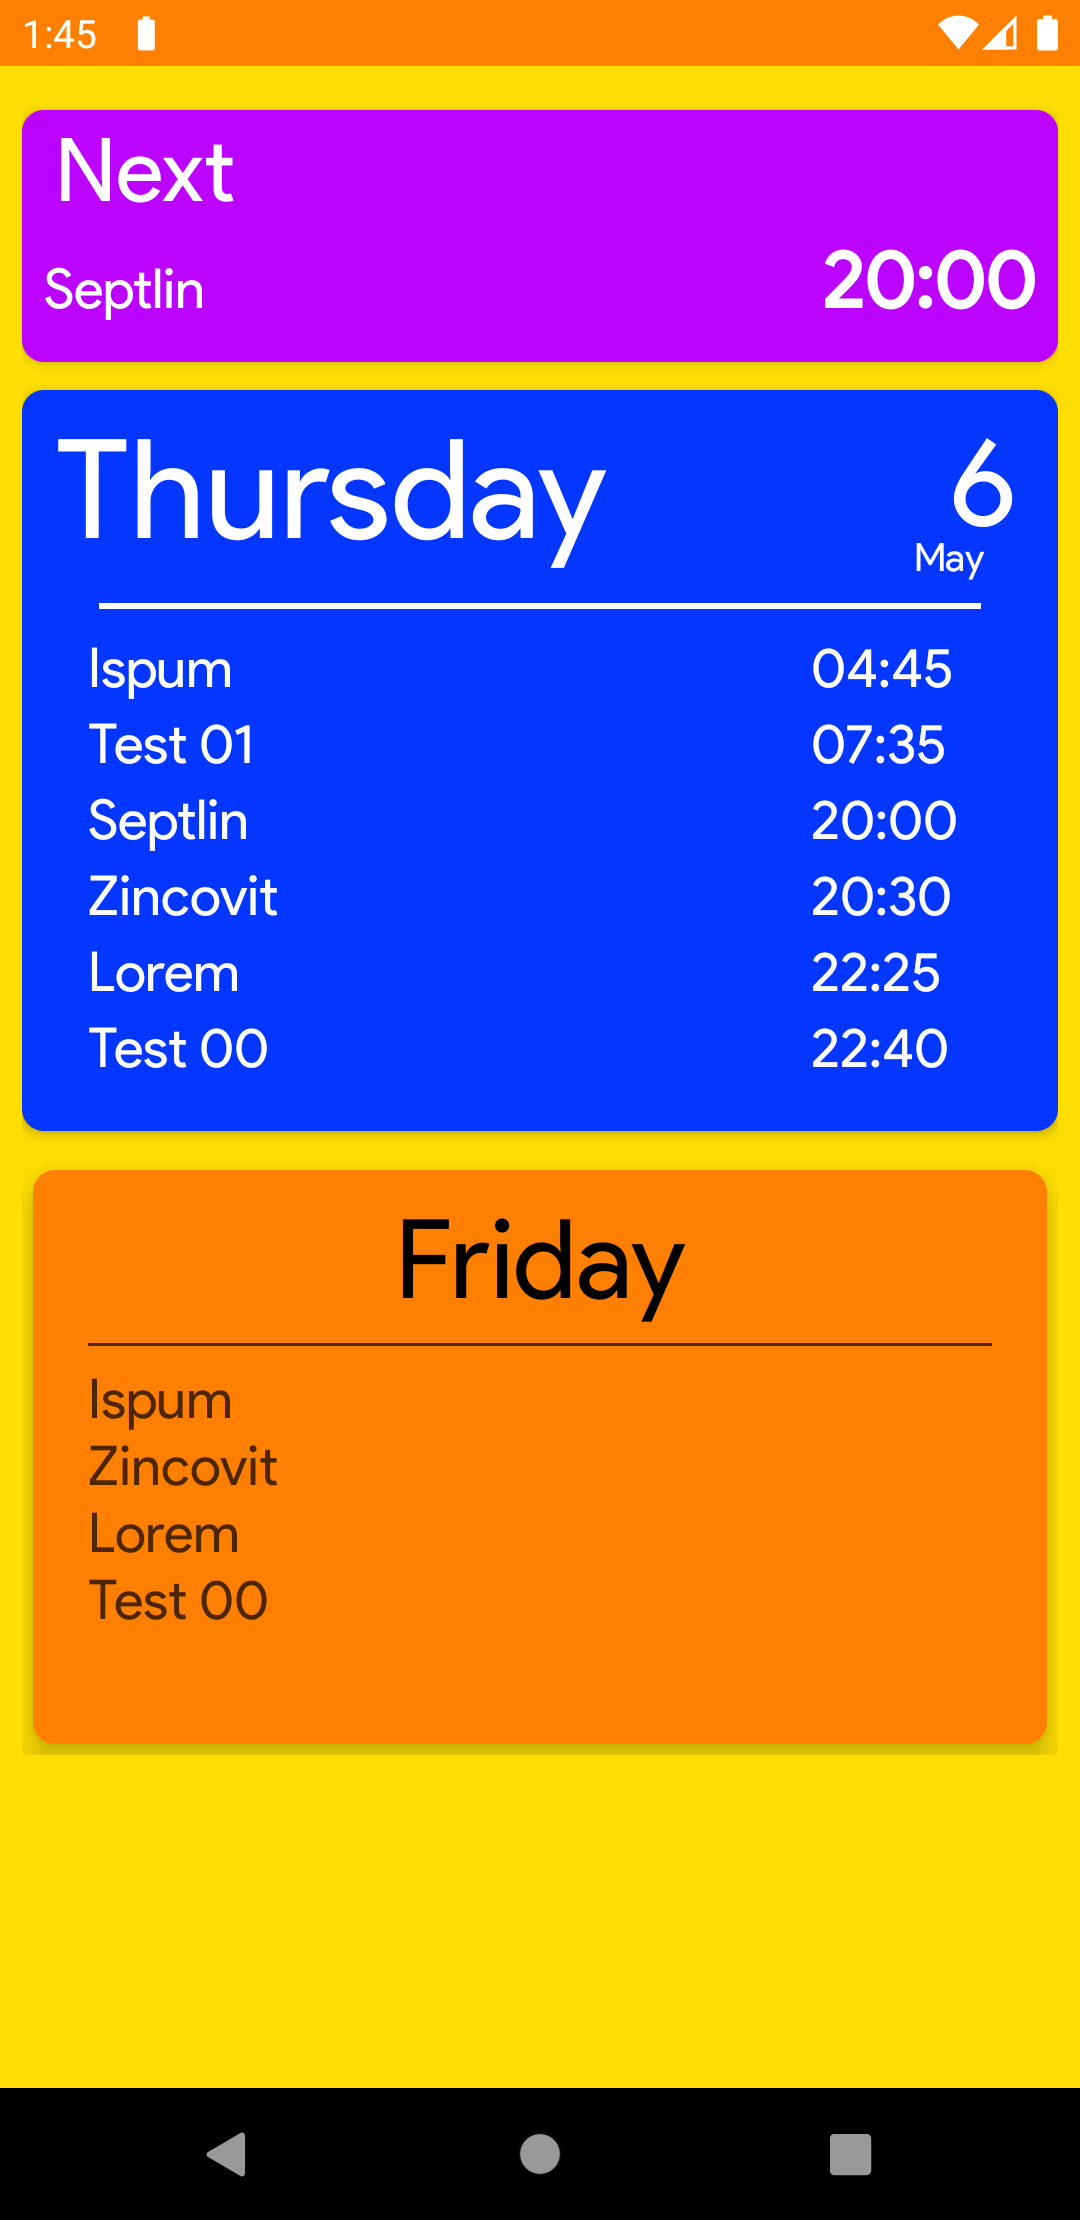 1:45
Next
Septlin 20:00
Thursday 6
May
Ispum 04:45
Test 01 07:35
Septlin 20:00
Zincovit 20:30
Lorem 22:25
Test 00 22:40
Friday
Ispum
Zincovit
Lorem
Test 00